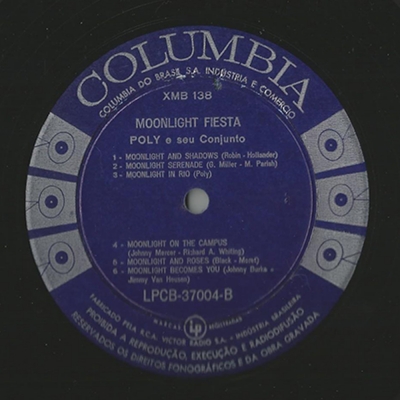 COLUMBIA
COLUMBIA DO BRASIL S.A. INDÚSTRIA E COMÉRCIO
XMB 138
MOONLIGHT FIESTA
POLY e seu Conjunto
1 - MOONLIGHT AND SHADOWS (Robin - Hollander)
2 - MOONLIGHT SERENADE (G. Miller - M. Parish)
3 - MOONLIGHT IN RIO (Poly)
4 - MOONLIGHT ON THE CAMPUS
(Johnny Mercer - Richard A. Whiting)
5 - MOONLIGHT AND ROSES (Black - Moret)
6 - MOONLIGHT BECOMES YOU (Johnny Burke -
Jimmy Van Heusen)
LPCB-37004-B
MARCAS Lp registradas
FABRICADO PELA R.C.A. VICTOR RADIO S.A. - INDÚSTRIA BRASILEIRA
PROÍBIDA A REPRODUÇÃO, EXECUÇÃO E RADIODIFUSÃO
RESERVADOS OS DIREITOS FONOGRÁFICOS E DA OBRA GRAVADA